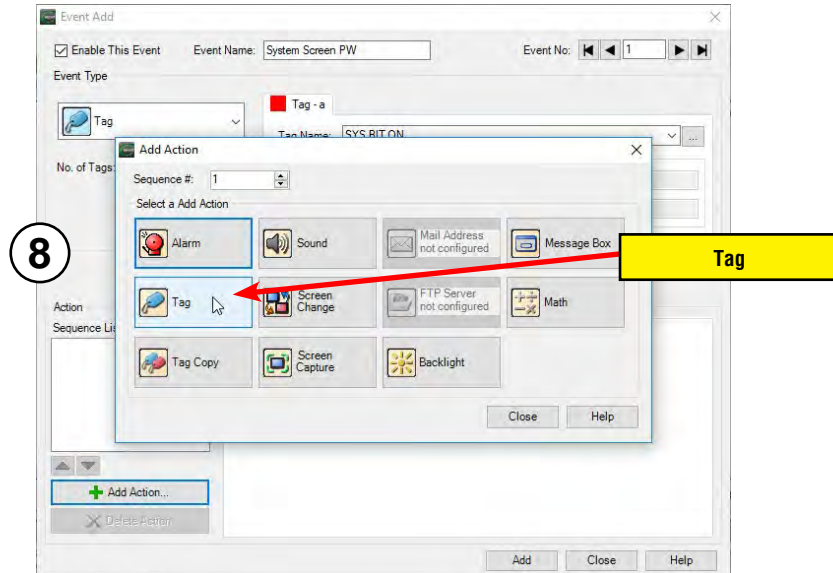 Event Add
Enable This Event Event Name: System Screen PW Event No: 1
Event Type
Tag
Tag - a
Tag Name: SYS BIT ON ...
No. of Tags:
Add Action
Sequence #: 1
Select a Add Action
Alarm
Sound
Mail Address
not configured
Message Box
Tag
Screen
Change
FTP Server
not configured
Math
Tag Copy
Screen
Capture
Backlight
Close Help
8
Tag
Action
Sequence Li
Add Action...
Delete Action
Add Close Help